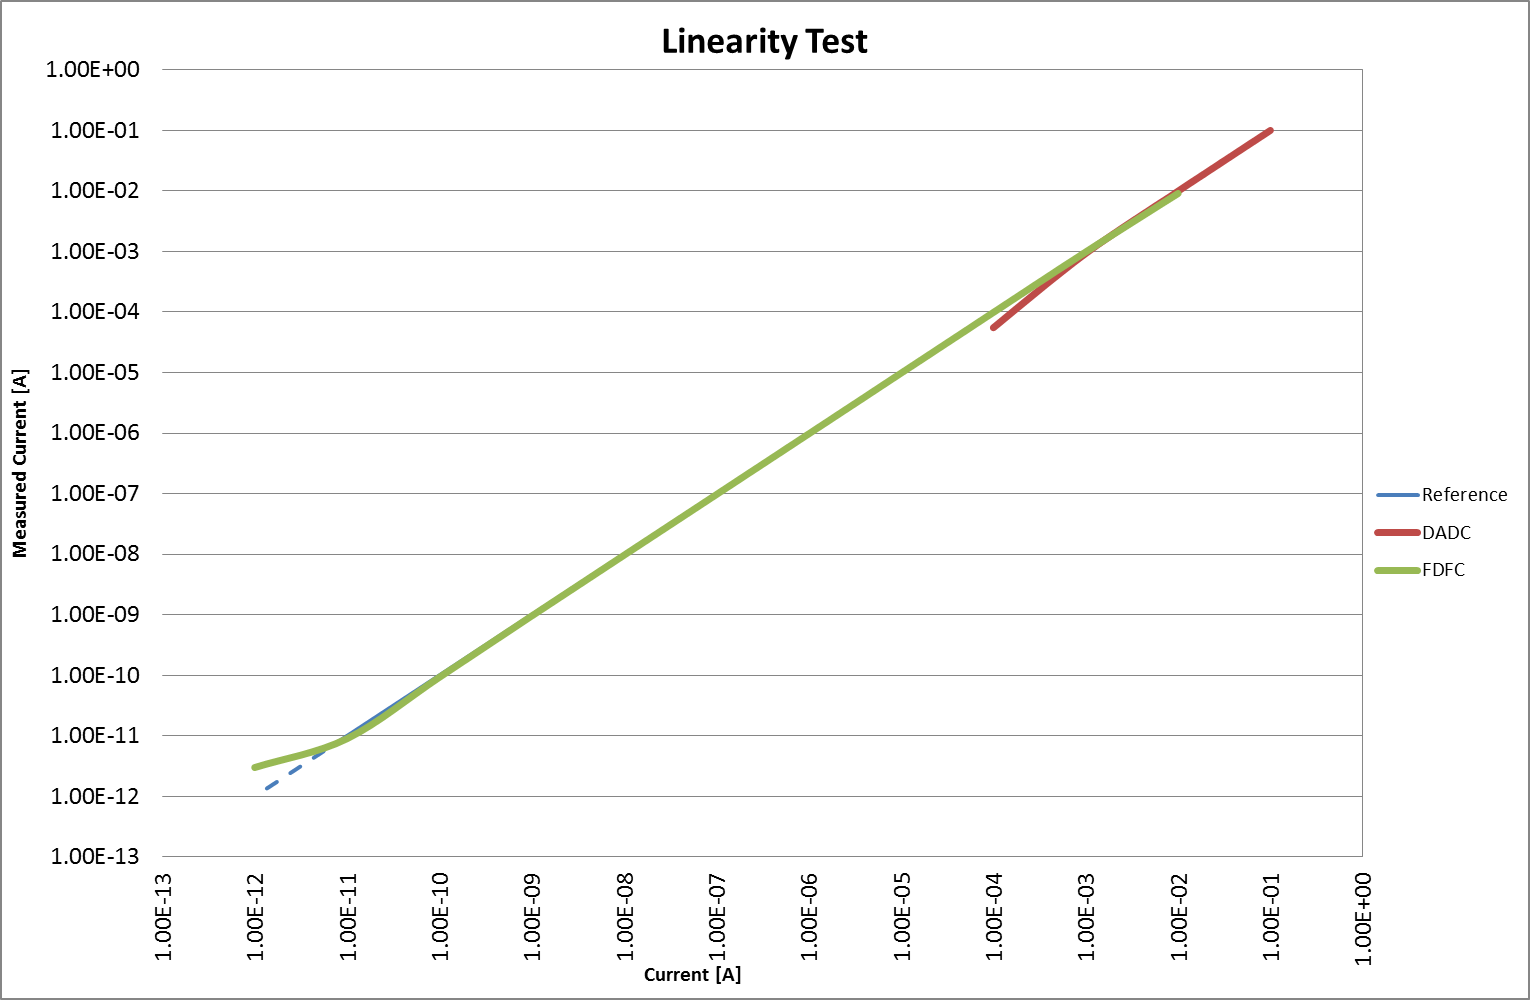 Linearity Test
1.00E+00
1.00E-01
1.00E-02
1.00E-03
1.00E-04
1.00E-05
1.00E-06
1.00E-07
1.00E-08
1.00E-09
1.00E-10
1.00E-11
1.00E-12
1.00E-13
Measured Current [A]
1.00E-13
1.00E-12
1.00E-11
1.00E-10
1.00E-09
1.00E-08
1.00E-07
1.00E-06
1.00E-05
1.00E-04
1.00E-03
1.00E-02
1.00E-01
1.00E+00
Current [A]
Reference
DADC
FDFC